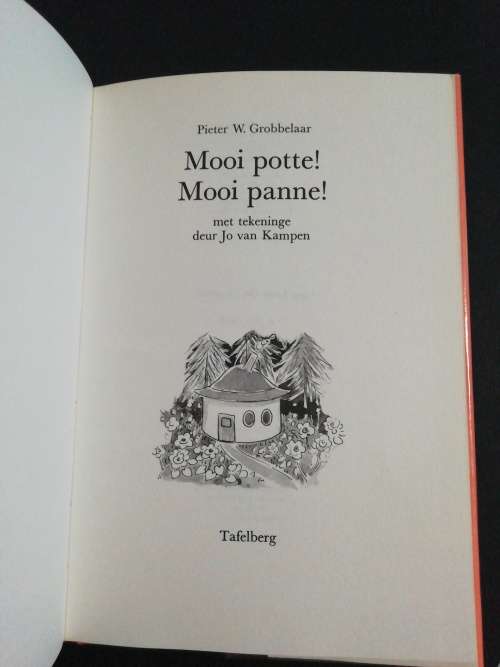 Pieter W. Grobbelaar
Mooi potte!
Mooi panne!
met tekeninge
deur Jo van Kampen
Tafelberg